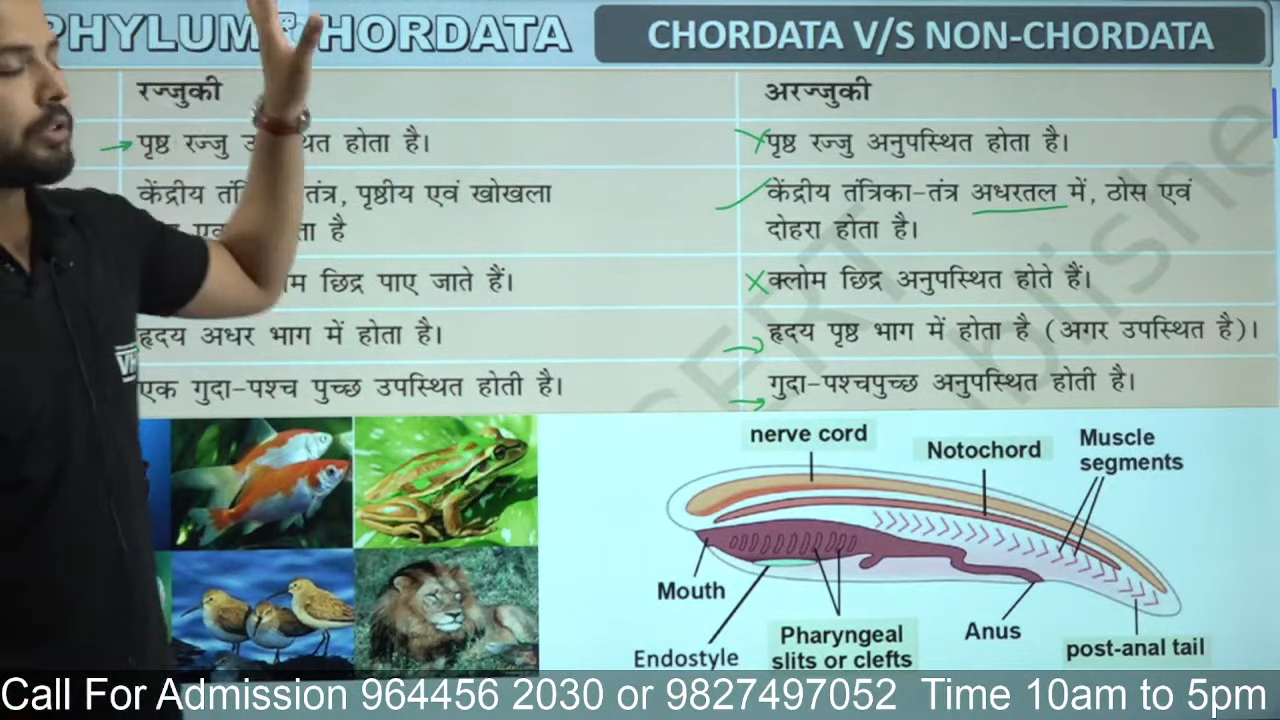 PHYLUM CHORDATA
CHORDATA V/S NON-CHORDATA
रज्जुकी
अरज्जुकी
पृष्ठ रज्जु होता है।
पृष्ठ रज्जु अनुपस्थित होता है।
केंद्रीय पृष्ठीय एवं खोखला
है
केंद्रीय तंत्रिका-तंत्र अधरतल में, ठोस एवं
दोहरा होता है।
छिद्र पाए जाते हैं।
क्लोम छिद्र अनुपस्थित होते हैं।
हृदय अधर भाग में होता है।
हृदय पृष्ठ भाग में होता है (अगर उपस्थित है)।
एक गुदा-पश्च पुच्छ उपस्थित होती है।
गुदा-पश्चपुच्छ अनुपस्थित होती है।
nerve cord
Notochord
Muscle
segments
Mouth
Endostyle
Pharyngeal
slits or clefts
Anus
post-anal tail
Call For Admission 964456 2030 or 9827497052 Time 10am to 5pm